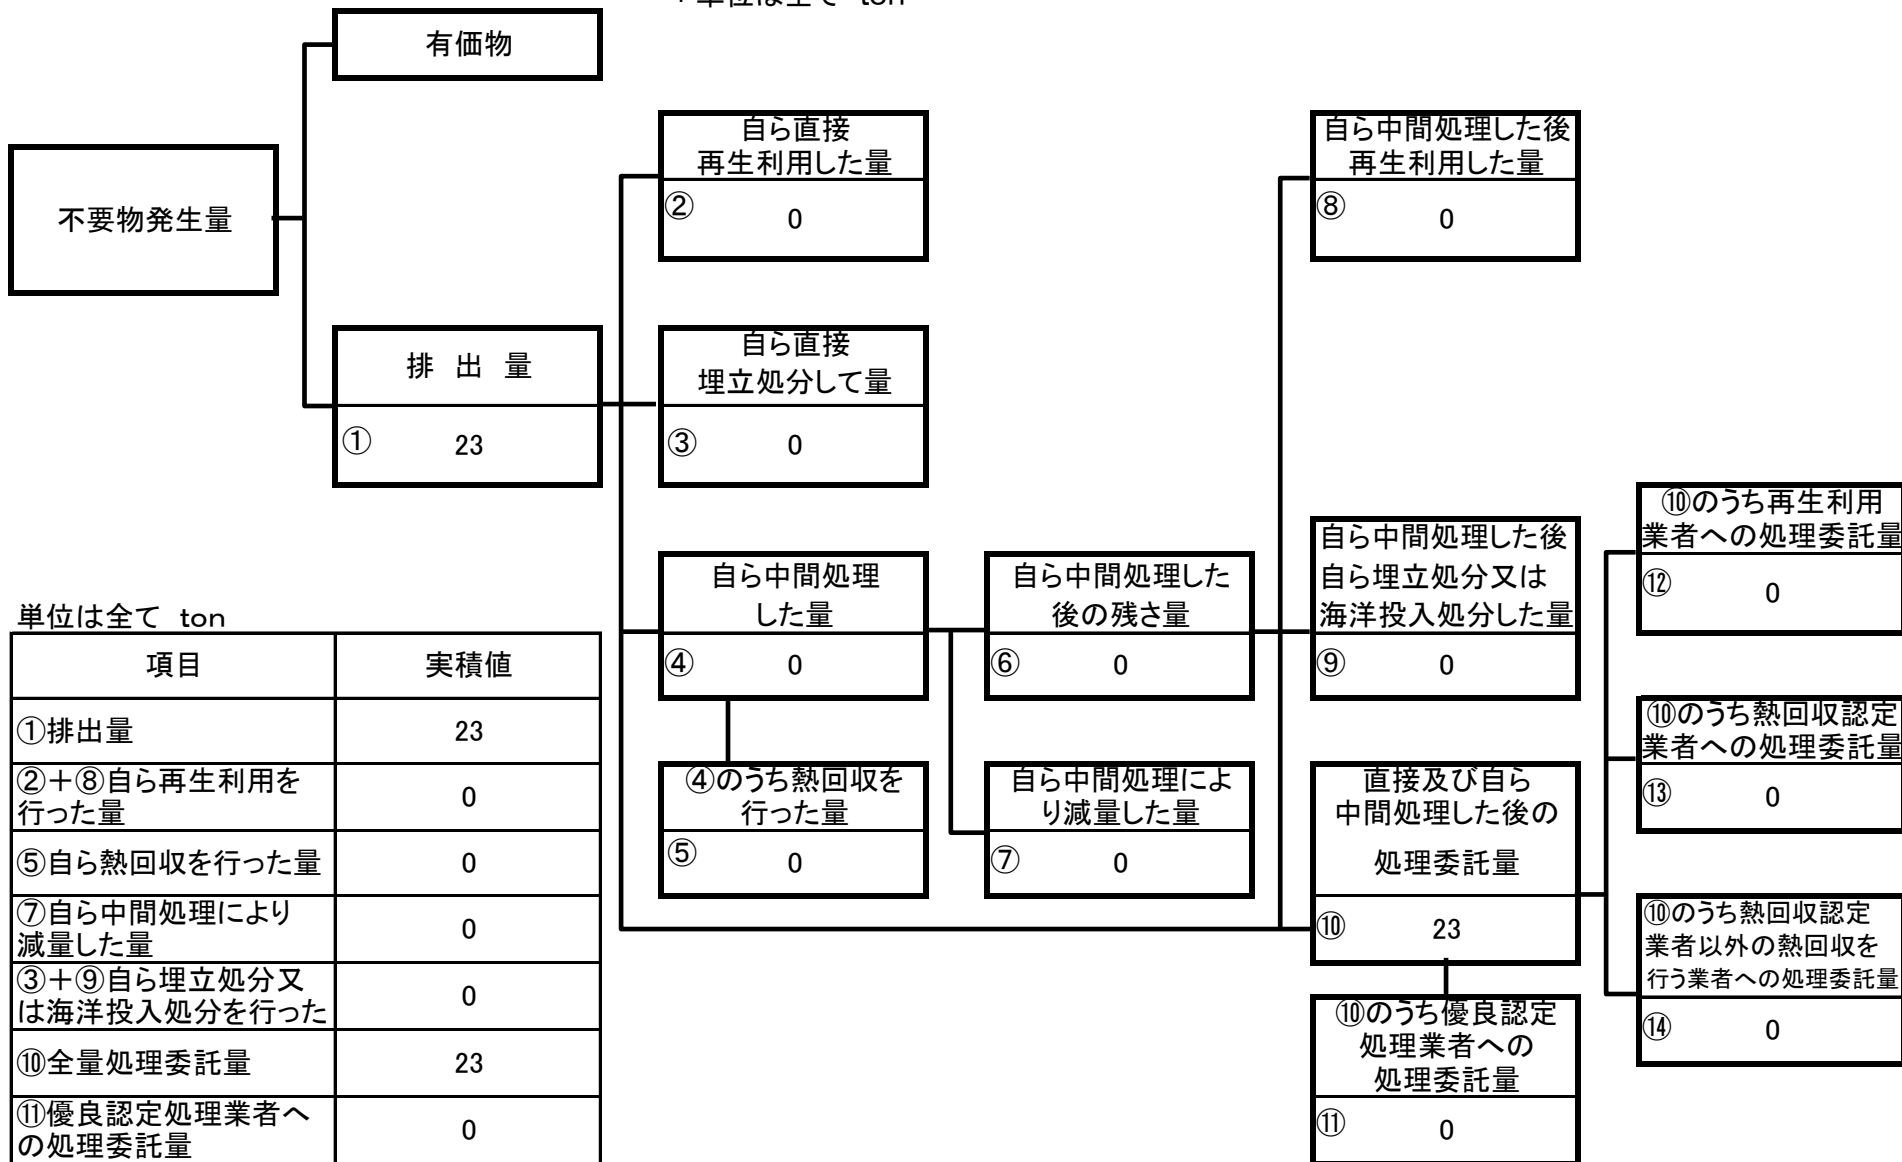 単位は全て ton
有価物
不要物発生量
自ら直接
再生利用した量
② 0
自ら中間処理した後
再生利用した量
⑧ 0
排 出 量
① 23
自ら直接
埋立処分して量
③ 0
自ら中間処理
した量
④ 0
自ら中間処理した
後の残さ量
⑥ 0
自ら中間処理した後
自ら埋立処分又は
海洋投入処分した量
⑨ 0
⑩のうち再生利用
業者への処理委託量
⑫ 0
④のうち熱回収を
行った量
⑤ 0
自ら中間処理によ
り減量した量
⑦ 0
直接及び自ら
中間処理した後の
処理委託量
⑩ 23
⑩のうち熱回収認定
業者への処理委託量
⑬ 0
⑩のうち熱回収認定
業者以外の熱回収を
行う業者への処理委託量
⑭ 0
⑩のうち優良認定
処理業者への
処理委託量
⑪ 0
単位は全て ton
項目 実積値
①排出量 23
②＋⑧自ら再生利用を
行った量 0
⑤自ら熱回収を行った量 0
⑦自ら中間処理により
減量した量 0
③＋⑨自ら埋立処分又
は海洋投入処分を行った 0
⑩全量処理委託量 23
⑪優良認定処理業者へ
の処理委託量 0